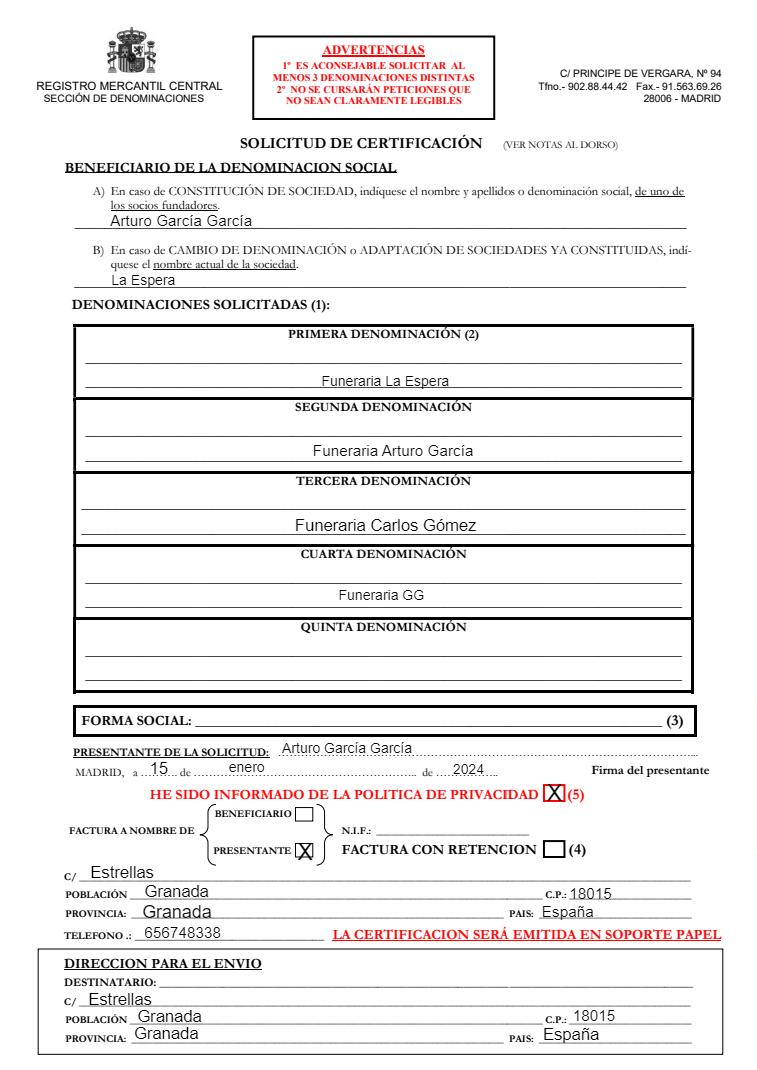 REGISTRO MERCANTIL CENTRAL
SECCIÓN DE DENOMINACIONES
ADVERTENCIAS
1º ES ACONSEJABLE SOLICITAR AL
MENOS 3 DENOMINACIONES DISTINTAS
2º NO SE CURSARÁN PETICIONES QUE
NO SEAN CLARAMENTE LEGIBLES
C/ PRINCIPE DE VERGARA, Nº 94
Tfno.- 902.88.44.42 Fax.- 91.563.69.26
28006 - MADRID
SOLICITUD DE CERTIFICACIÓN (VER NOTAS AL DORSO)
BENEFICIARIO DE LA DENOMINACION SOCIAL
A) En caso de CONSTITUCIÓN DE SOCIEDAD, indíquese el nombre y apellidos o denominación social, de uno de
los socios fundadores.
Arturo García García
B) En caso de CAMBIO DE DENOMINACIÓN o ADAPTACIÓN DE SOCIEDADES YA CONSTITUIDAS, indí-
quese el nombre actual de la sociedad.
La Espera
DENOMINACIONES SOLICITADAS (1):
PRIMERA DENOMINACIÓN (2)
Funeraria La Espera
SEGUNDA DENOMINACIÓN
Funeraria Arturo García
TERCERA DENOMINACIÓN
Funeraria Carlos Gómez
CUARTA DENOMINACIÓN
Funeraria GG
QUINTA DENOMINACIÓN
FORMA SOCIAL: (3)
PRESENTANTE DE LA SOLICITUD: Arturo García García
MADRID, a 15 de enero de 2024 Firma del presentante
HE SIDO INFORMADO DE LA POLITICA DE PRIVACIDAD X (5)
BENEFICIARIO
FACTURA A NOMBRE DE N.I.F.:
PRESENTANTE X FACTURA CON RETENCION (4)
C/ Estrellas
POBLACIÓN Granada C.P.: 18015
PROVINCIA: Granada PAIS: España
TELEFONO .: 656748338 LA CERTIFICACION SERÁ EMITIDA EN SOPORTE PAPEL
DIRECCION PARA EL ENVIO
DESTINATARIO:
C/ Estrellas
POBLACIÓN Granada C.P.: 18015
PROVINCIA: Granada PAIS: España